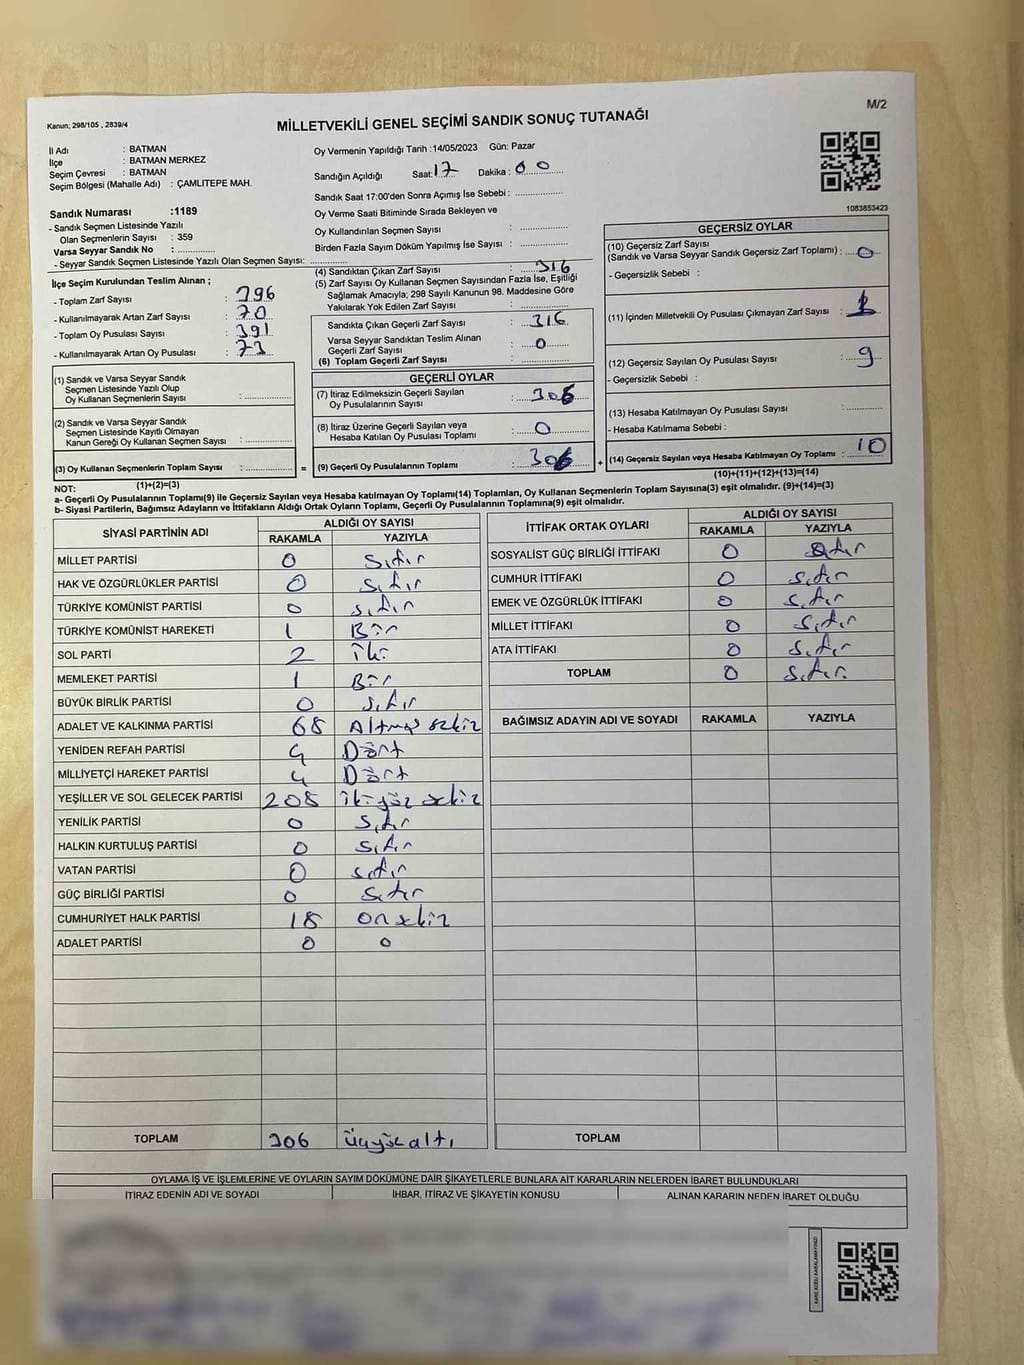 Kanun; 298/105 , 2839/4
MİLLETVEKİLİ GENEL SEÇİMİ SANDIK SONUÇ TUTANAĞI
M/2
İl Adı : BATMAN
İlçe : BATMAN MERKEZ
Seçim Çevresi : BATMAN
Seçim Bölgesi (Mahalle Adı) : ÇAMLITEPE MAH.
Sandık Numarası :1189
- Sandık Seçmen Listesinde Yazılı
Olan Seçmenlerin Sayısı : 359
Varsa Seyyar Sandık No : ..............
- Seyyar Sandık Seçmen Listesinde Yazılı Olan Seçmen Sayısı: ..............
Oy Vermenin Yapıldığı Tarih :14/05/2023 Gün: Pazar
Sandığın Açıldığı Saat: 17 Dakika : 00
Sandık Saat 17:00'den Sonra Açımış İse Sebebi : ..............
Oy Verme Saati Bitiminde Sırada Bekleyen ve
Oy Kullandırılan Seçmen Sayısı : ..............
Birden Fazla Sayım Döküm Yapılmış İse Sayısı : ..............
1083853423
İlçe Seçim Kurulundan Teslim Alınan ;
- Toplam Zarf Sayısı : 396
- Kullanılmayarak Artan Zarf Sayısı : 70
- Toplam Oy Pusulası Sayısı : 391
- Kullanılmayarak Artan Oy Pusulası : 73
(1) Sandık ve Varsa Seyyar Sandık
Seçmen Listesinde Yazılı Olup
Oy Kullanan Seçmenlerin Sayısı : ..............
(2) Sandık ve Varsa Seyyar Sandık
Seçmen Listesinde Kayıtlı Olmayan
Kanun Gereği Oy Kullanan Seçmen Sayısı : ..............
(3) Oy Kullanan Seçmenlerin Toplam Sayısı : .............. =
(1)+(2)=(3)
(4) Sandıktan Çıkan Zarf Sayısı : 316
(5) Zarf Sayısı Oy Kullanan Seçmen Sayısından Fazla İse, Eşitliği
Sağlamak Amacıyla; 298 Sayılı Kanunun 98. Maddesine Göre
Yakılarak Yok Edilen Zarf Sayısı : ..............
Sandıkta Çıkan Geçerli Zarf Sayısı : 316
Varsa Seyyar Sandıktan Teslim Alınan
Geçerli Zarf Sayısı : 0
(6) Toplam Geçerli Zarf Sayısı : ..............
GEÇERLİ OYLAR
(7) İtiraz Edilmeksizin Geçerli Sayılan
Oy Pusulalarının Sayısı : 306
(8) İtiraz Üzerine Geçerli Sayılan veya
Hesaba Katılan Oy Pusulası Toplamı : 0
(9) Geçerli Oy Pusulalarının Toplamı : 306 +
GEÇERSİZ OYLAR
(10) Geçersiz Zarf Sayısı
(Sandık ve Varsa Seyyar Sandık Geçersiz Zarf Toplamı) : 0
- Geçersizlik Sebebi :
(11) İçinden Milletvekili Oy Pusulası Çıkmayan Zarf Sayısı :
(12) Geçersiz Sayılan Oy Pusulası Sayısı : 9
- Geçersizlik Sebebi :
(13) Hesaba Katılmayan Oy Pusulası Sayısı : ..............
- Hesaba Katılmama Sebebi :
(14) Geçersiz Sayılan veya Hesaba Katılmayan Oy Toplamı : 10
(10)+(11)+(12)+(13)=(14)
NOT:
a- Geçerli Oy Pusulalarının Toplamı(9) ile Geçersiz Sayılan veya Hesaba katılmayan Oy Toplamı(14) Toplamları, Oy Kullanan Seçmenlerin Toplam Sayısına(3) eşit olmalıdır. (9)+(14)=(3)
b- Siyasi Partilerin, Bağımsız Adayların ve İttifakların Aldığı Ortak Oyların Toplamı, Geçerli Oy Pusulalarının Toplamına(9) eşit olmalıdır.
SİYASİ PARTİNİN ADI ALDIĞI OY SAYISI
RAKAMLA YAZIYLA
MİLLET PARTİSİ 0 Sıfır
HAK VE ÖZGÜRLÜKLER PARTİSİ 0 Sıfır
TÜRKİYE KOMÜNİST PARTİSİ 0 Sıfır
TÜRKİYE KOMÜNİST HAREKETİ 1 Bir
SOL PARTİ 2 iki
MEMLEKET PARTİSİ 1 Bir
BÜYÜK BİRLİK PARTİSİ 0 Sıfır
ADALET VE KALKINMA PARTİSİ 68 Altmış sekiz
YENİDEN REFAH PARTİSİ 4 Dört
MİLLİYETÇİ HAREKET PARTİSİ 4 Dört
YEŞİLLER VE SOL GELECEK PARTİSİ 208 iki yüz sekiz
YENİLİK PARTİSİ 0 Sıfır
HALKIN KURTULUŞ PARTİSİ 0 Sıfır
VATAN PARTİSİ 0 Sıfır
GÜÇ BİRLİĞİ PARTİSİ 0 Sıfır
CUMHURİYET HALK PARTİSİ 18 on sekiz
ADALET PARTİSİ 0 0
TOPLAM 306 üçyüz altı
İTTİFAK ORTAK OYLARI ALDIĞI OY SAYISI
RAKAMLA YAZIYLA
SOSYALİST GÜÇ BİRLİĞİ İTTİFAKI 0 Sıfır
CUMHUR İTTİFAKI 0 Sıfır
EMEK VE ÖZGÜRLÜK İTTİFAKI 0 Sıfır
MİLLET İTTİFAKI 0 Sıfır
ATA İTTİFAKI 0 Sıfır
TOPLAM 0 Sıfır.
BAĞIMSIZ ADAYIN ADI VE SOYADI RAKAMLA YAZIYLA
TOPLAM
OYLAMA İŞ VE İŞLEMLERİNE VE OYLARIN SAYIM DÖKÜMÜNE DAİR ŞİKAYETLERLE BUNLARA AİT KARARLARIN NELERDEN İBARET BULUNDUKLARI
İTİRAZ EDENİN ADI VE SOYADI İHBAR, İTİRAZ VE ŞİKAYETİN KONUSU ALINAN KARARIN NEDEN İBARET OLDUĞU
KARE KODU KARALAMAYINIZ!